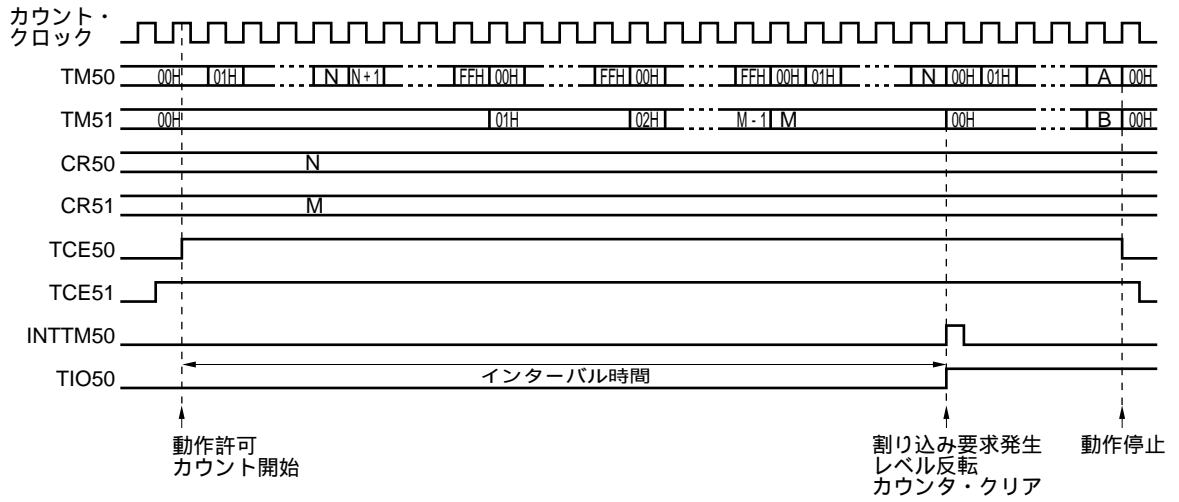 カウント・
クロック
TM50 00H 01H N N+1 FFH 00H FFH 00H FFH 00H 01H N 00H 01H A 00H
TM51 00H 01H 02H M-1 M 00H B 00H
CR50 N
CR51 M
TCE50
TCE51
INTTM50
TIO50 インターバル時間
動作許可
カウント開始
割り込み要求発生
レベル反転
カウンタ・クリア
動作停止